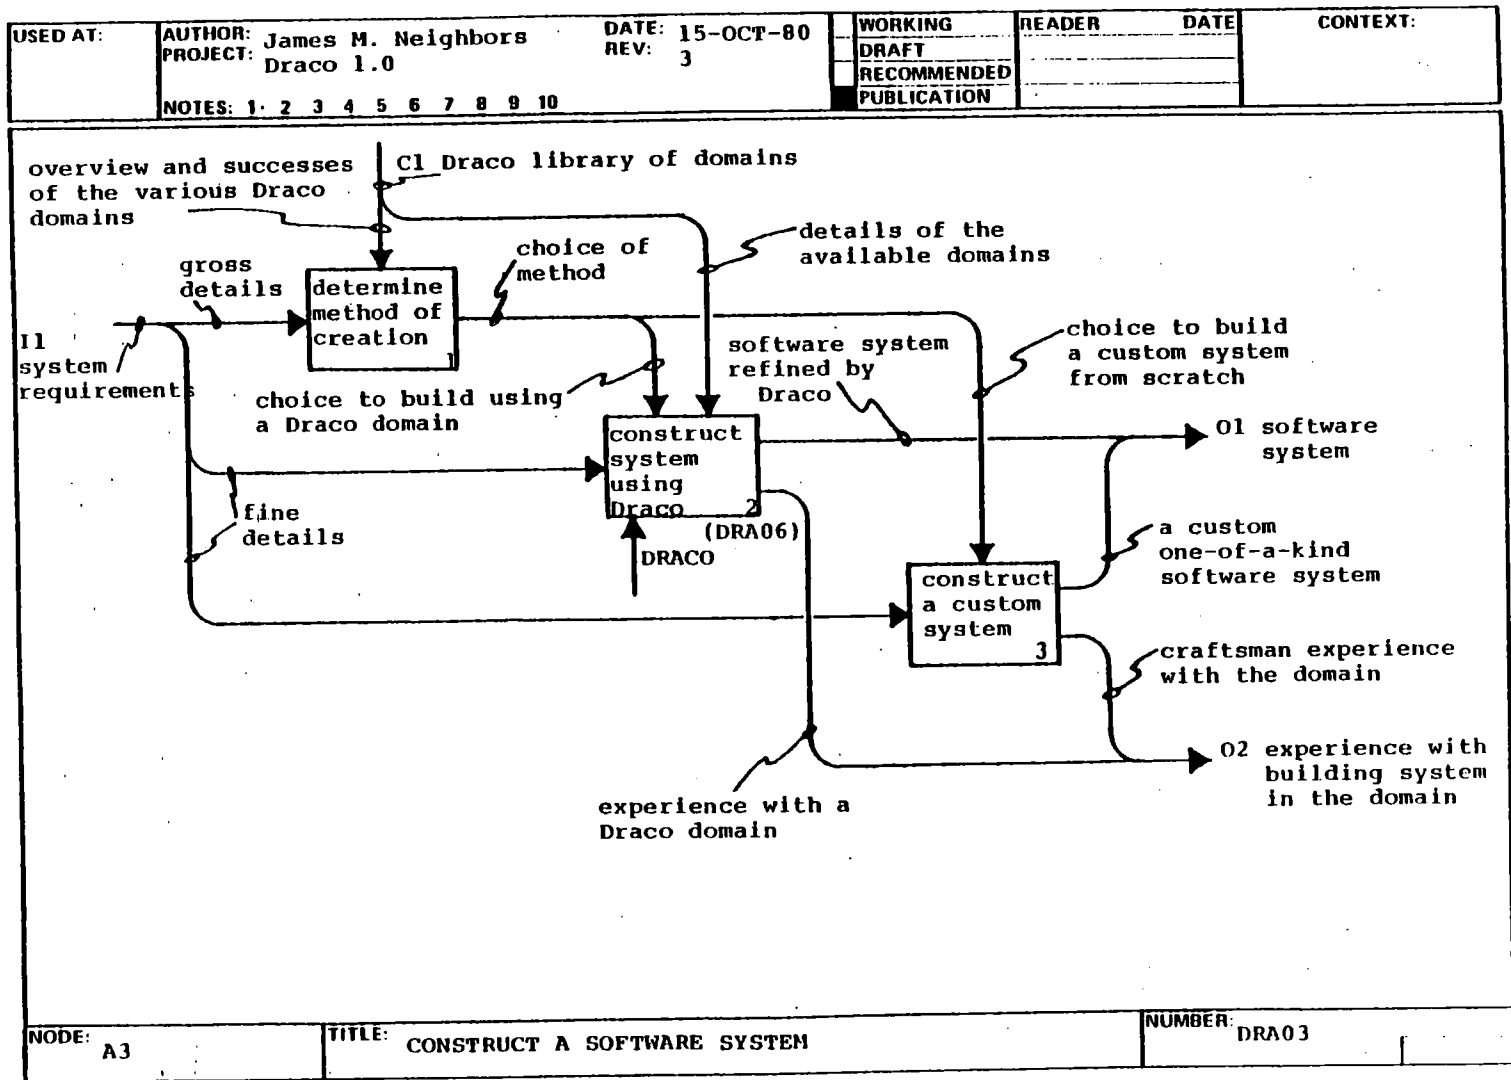 USED AT:
AUTHOR: James M. Neighbors
PROJECT: Draco 1.0
DATE: 15-OCT-80
REV: 3
NOTES: 1 2 3 4 5 6 7 8 9 10
WORKING
DRAFT
RECOMMENDED
PUBLICATION
READER DATE
CONTEXT:
overview and successes
of the various Draco
domains
C1 Draco library of domains
details of the
available domains
choice of
method
gross
details
determine
method of
creation
1
I1
system
requirements
choice to build using
a Draco domain
software system
refined by
Draco
choice to build
a custom system
from scratch
O1 software
system
construct
system
using
Draco
2
(DRA06)
DRACO
fine
details
a custom
one-of-a-kind
software system
construct
a custom
system
3
craftsman experience
with the domain
O2 experience with
building system
in the domain
experience with a
Draco domain
NODE: A3
TITLE: CONSTRUCT A SOFTWARE SYSTEM
NUMBER: DRA03